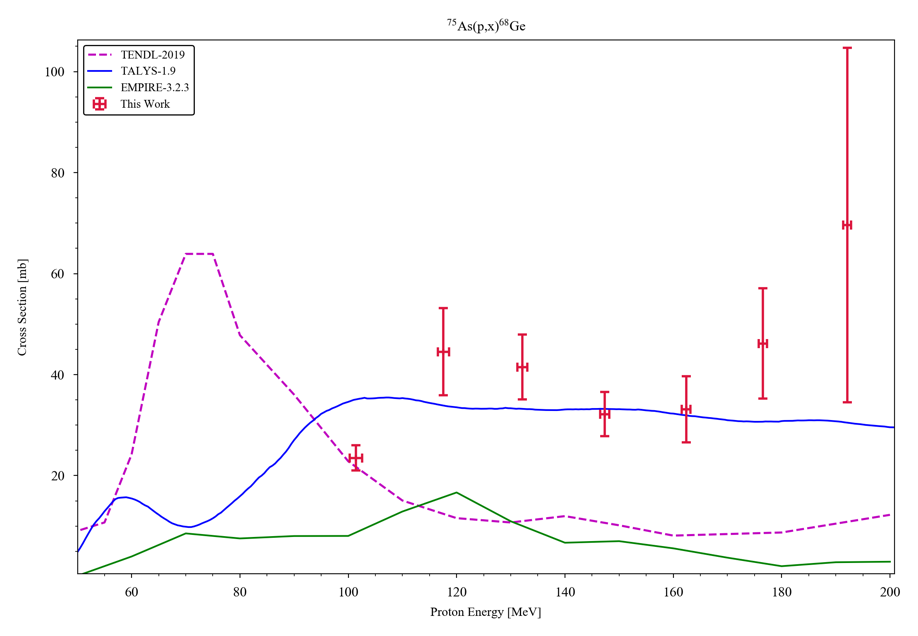 ⁷⁵As(p,x)⁶⁸Ge
TENDL-2019
TALYS-1.9
EMPIRE-3.2.3
This Work
Cross Section [mb]
100
80
60
40
20
60 80 100 120 140 160 180 200
Proton Energy [MeV]